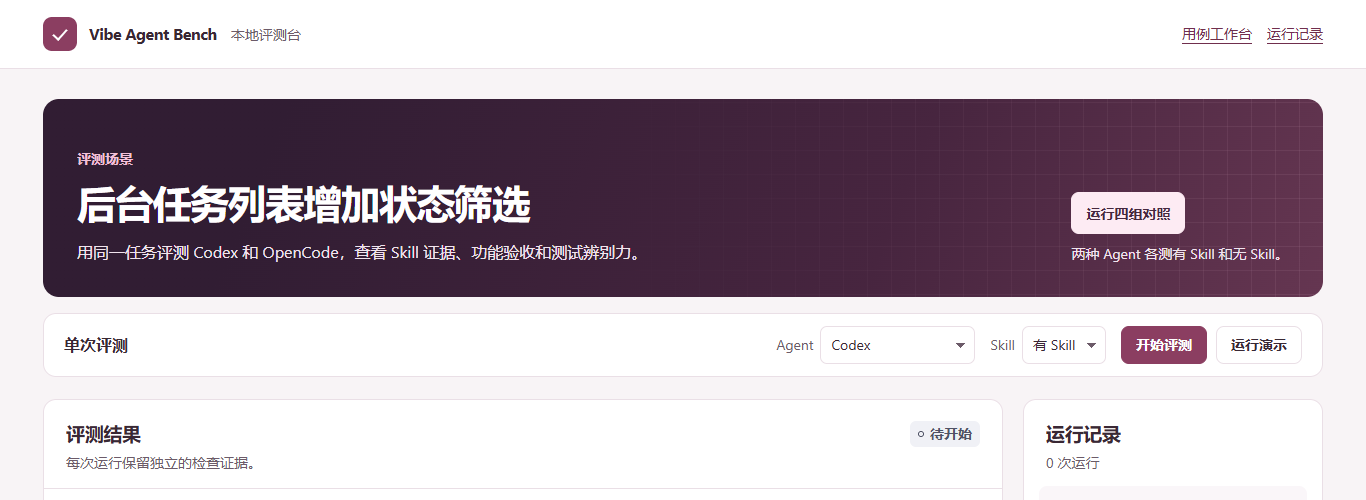 Vibe Agent Bench 本地评测台 用例工作台 运行记录
评测场景
后台任务列表增加状态筛选
用同一任务评测 Codex 和 OpenCode，查看 Skill 证据、功能验收和测试辨别力。
运行四组对照
两种 Agent 各测有 Skill 和无 Skill。
单次评测 Agent Codex Skill 有 Skill 开始评测 运行演示
评测结果 待开始
每次运行保留独立的检查证据。
运行记录
0 次运行